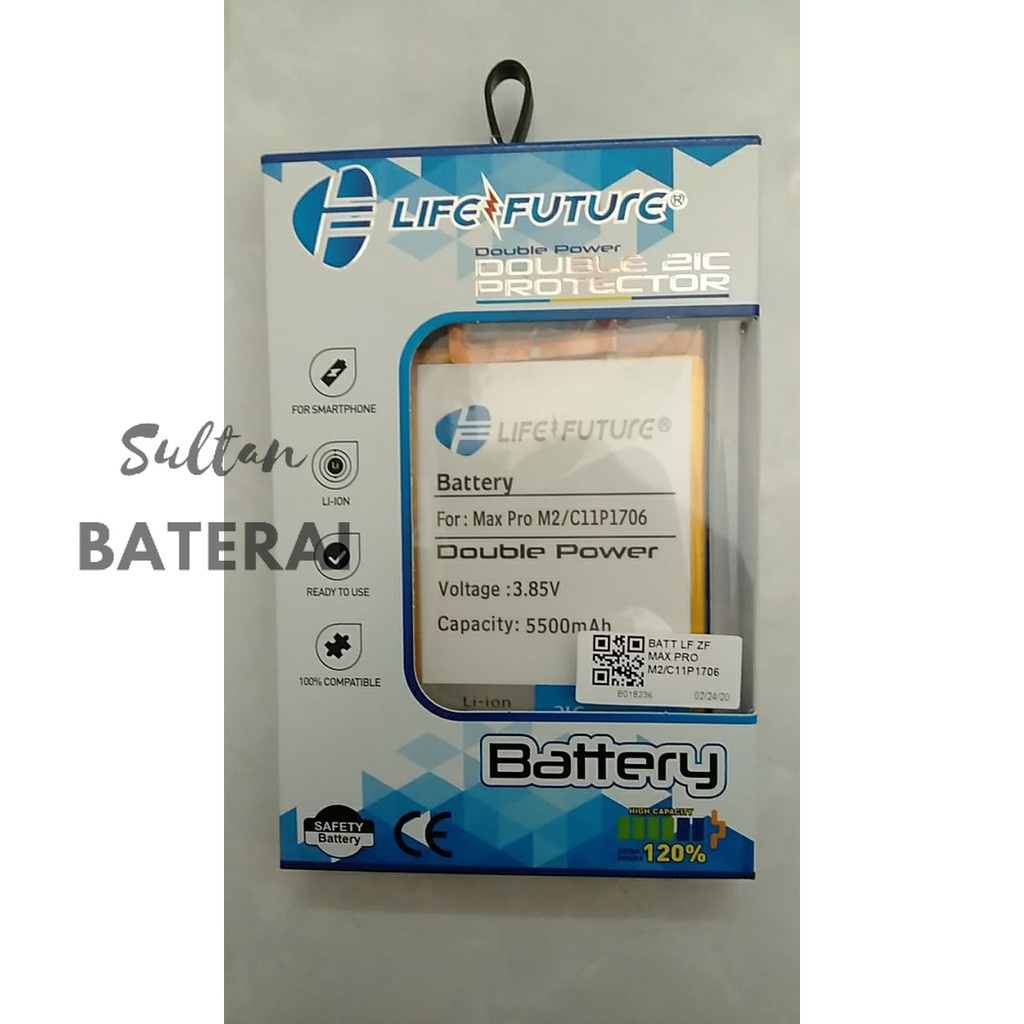 LIFE FUTURE®
Double Power
DOUBLE 2IC
PROTECTOR
FOR SMARTPHONE
Li
LI-ION
READY TO USE
100% COMPATIBLE
Sultan
BATERAI
LIFE FUTURE®
Battery
For: Max Pro M2/C11P1706
Double Power
Voltage :3.85V
Capacity: 5500mAh
BATT LF ZF
MAX PRO
M2/C11P1706
B018236 02/24/20
Li-ion
Battery
SAFETY
Battery
CE
HIGH CAPACITY
120%